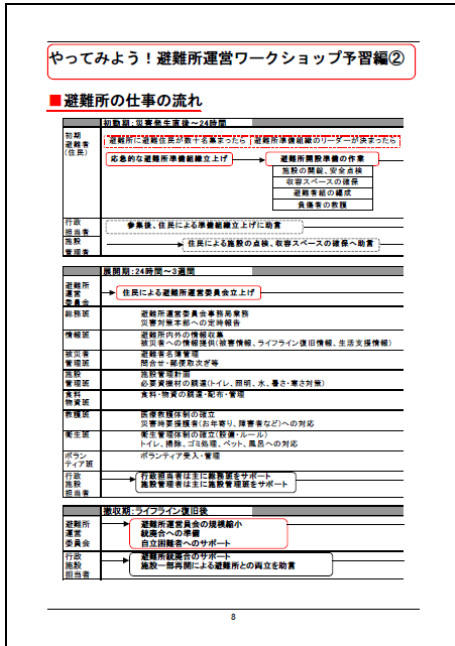 やってみよう！避難所運営ワークショップ予習編②
■避難所の仕事の流れ
初動期：災害発生直後～24時間
初期
避難者
（住民）
避難所に避難住民が数十名集まったら
避難所準備組織のリーダーが決まったら
応急的な避難所準備組織立上げ
避難所開設準備の作業
施設の開錠、安全点検
収容スペースの確保
避難者組の編成
負傷者の救護
行政
担当者
参集後、住民による準備組織立上げに助言
施設
管理者
住民による施設の点検、収容スペースの確保へ助言
展開期：24時間～3週間
避難所
運営
委員会
住民による避難所運営委員会立上げ
総務班
避難所運営委員会事務局業務
災害対策本部への定時報告
情報班
避難所内外の情報収集
被災者への情報提供（被害情報、ライフライン復旧情報、生活支援情報）
被災者
管理班
避難者名簿管理
問合せ・郵便取次ぎ等
施設
管理班
施設管理計画
必要資機材の調達（トイレ、照明、水、暑さ・寒さ対策）
食料
物資班
食料・物資の調達・配布・管理
救護班
医療救護体制の確立
災害時要援護者（お年寄り、障害者など）への対応
衛生班
衛生管理体制の確立（設備・ルール）
トイレ、掃除、ゴミ処理、ペット、風呂への対応
ボラン
ティア班
ボランティア受入・管理
行政
施設
担当者
行政担当者は主に総務班をサポート
施設管理者は主に施設管理班をサポート
撤収期：ライフライン復旧後
避難所
運営
委員会
避難所運営員会の規模縮小
統廃合への準備
自立困難者へのサポート
行政
施設
担当者
避難所統廃合のサポート
施設一部再開による避難所との両立を助言
8